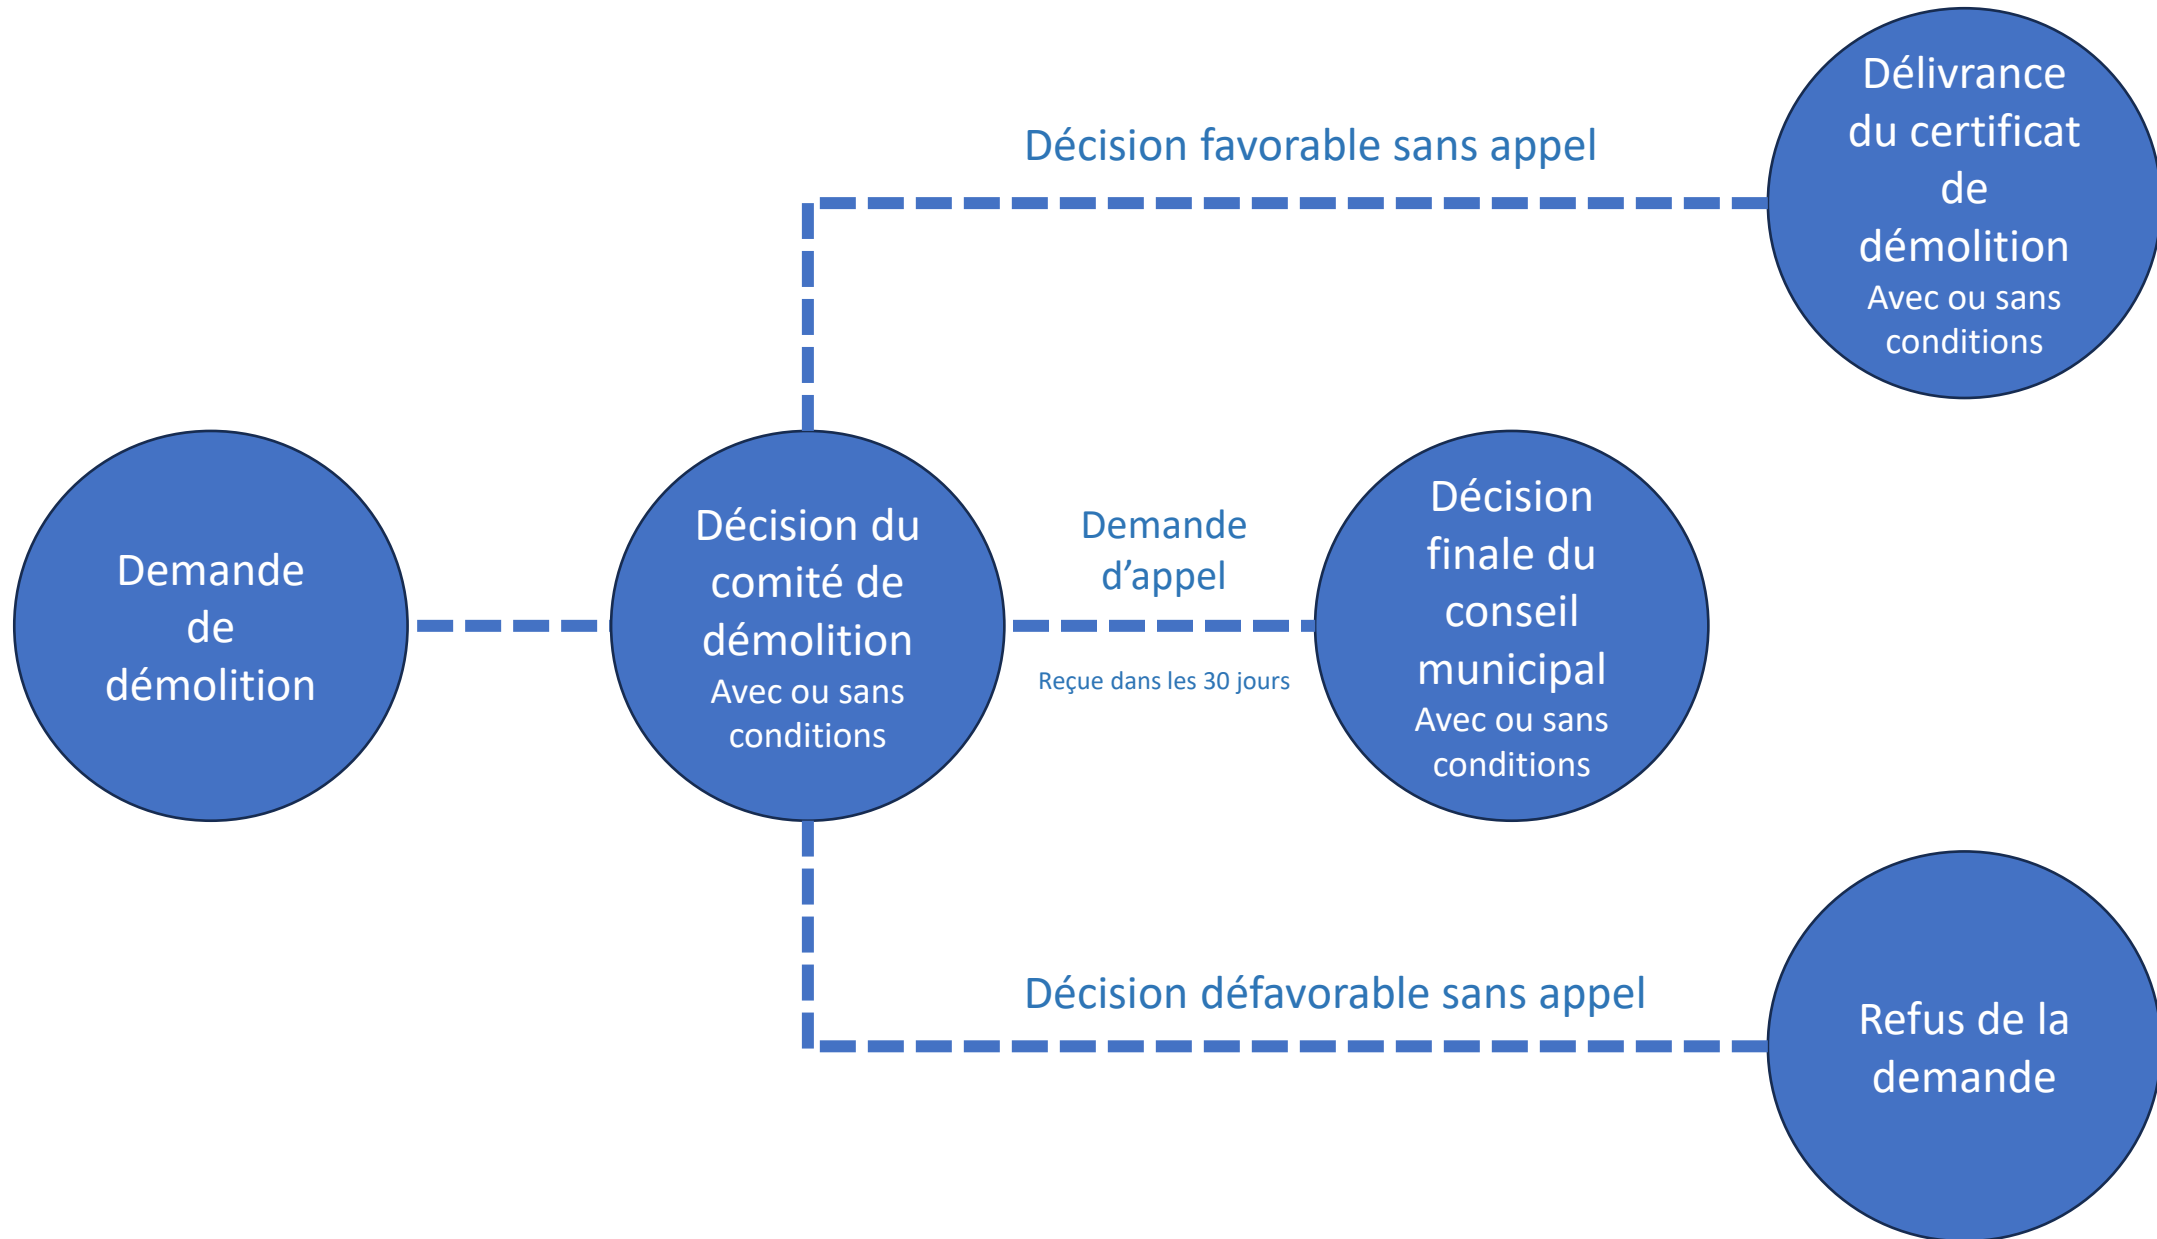 Demande
de
démolition
Décision du
comité de
démolition
Avec ou sans
conditions
Décision favorable sans appel
Délivrance
du certificat
de
démolition
Avec ou sans
conditions
Demande
d’appel
Reçue dans les 30 jours
Décision
finale du
conseil
municipal
Avec ou sans
conditions
Décision défavorable sans appel
Refus de la
demande